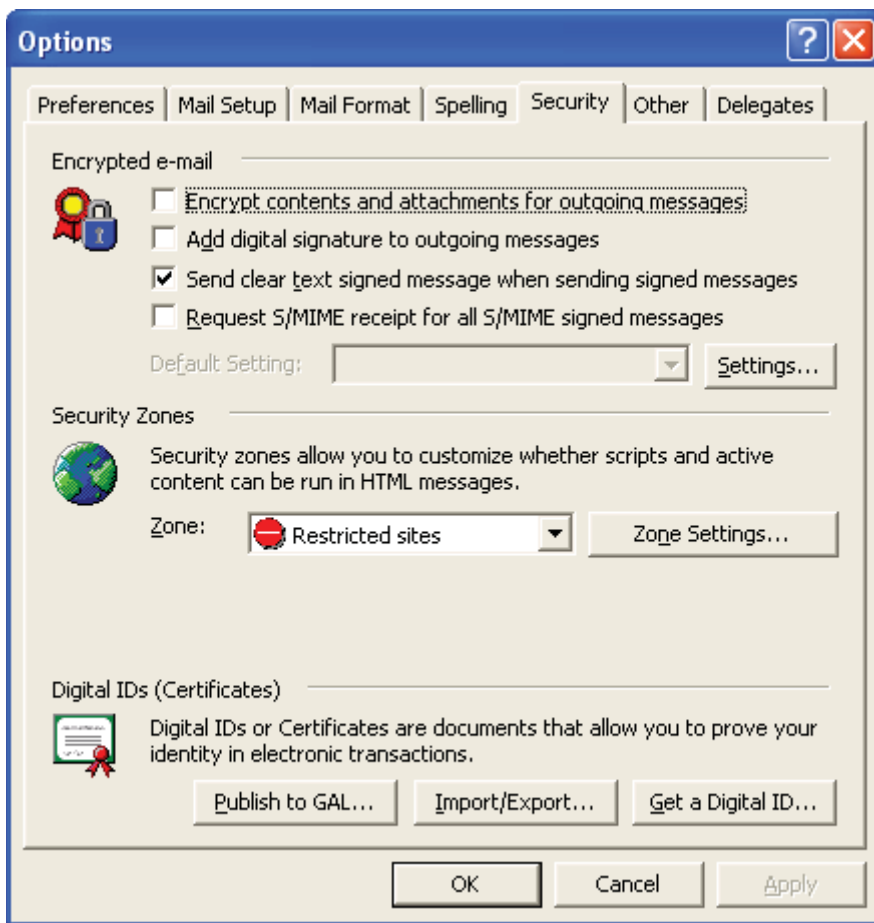 Options
Preferences Mail Setup Mail Format Spelling Security Other Delegates
Encrypted e-mail
Encrypt contents and attachments for outgoing messages
Add digital signature to outgoing messages
Send clear text signed message when sending signed messages
Request S/MIME receipt for all S/MIME signed messages
Default Setting: Settings...
Security Zones
Security zones allow you to customize whether scripts and active
content can be run in HTML messages.
Zone: Restricted sites Zone Settings...
Digital IDs (Certificates)
Digital IDs or Certificates are documents that allow you to prove your
identity in electronic transactions.
Publish to GAL... Import/Export... Get a Digital ID...
OK Cancel Apply